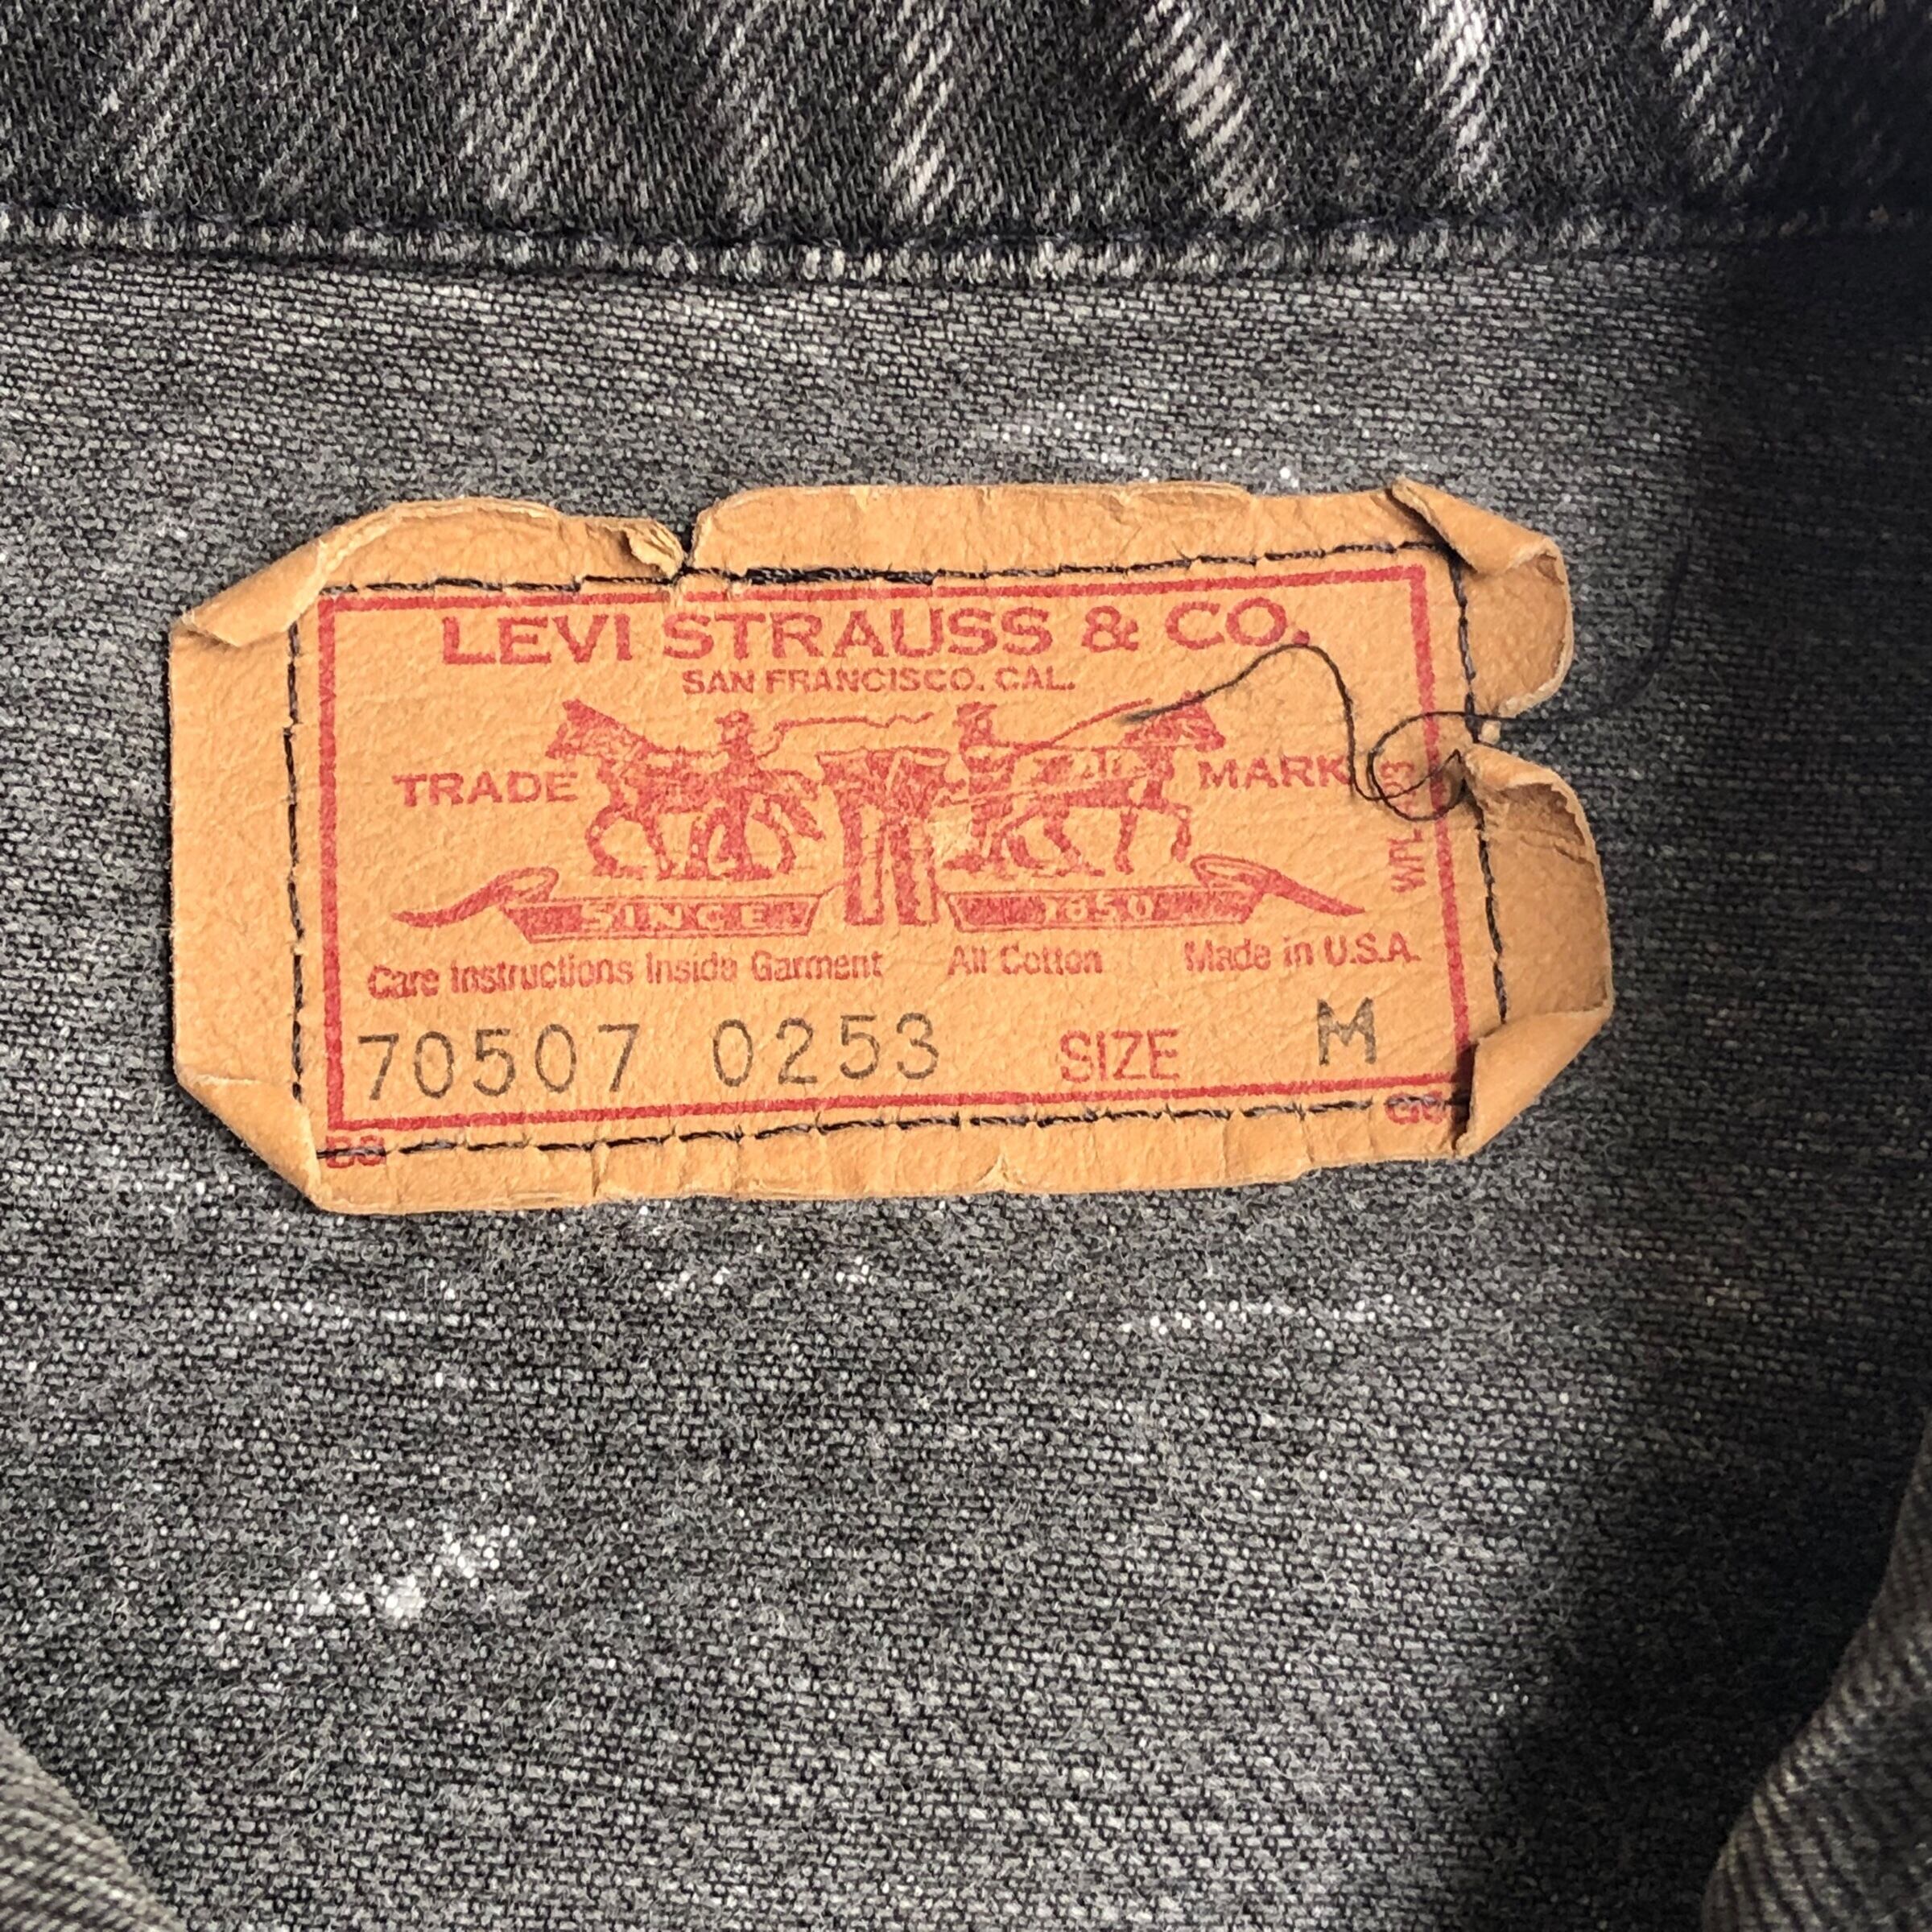 LEVI STRAUSS & CO.
SAN FRANCISCO. CAL.
TRADE MARK
SINCE 1850
Care Instructions Inside Garment All Cotton Made in U.S.A.
70507 0253 SIZE M
WPL